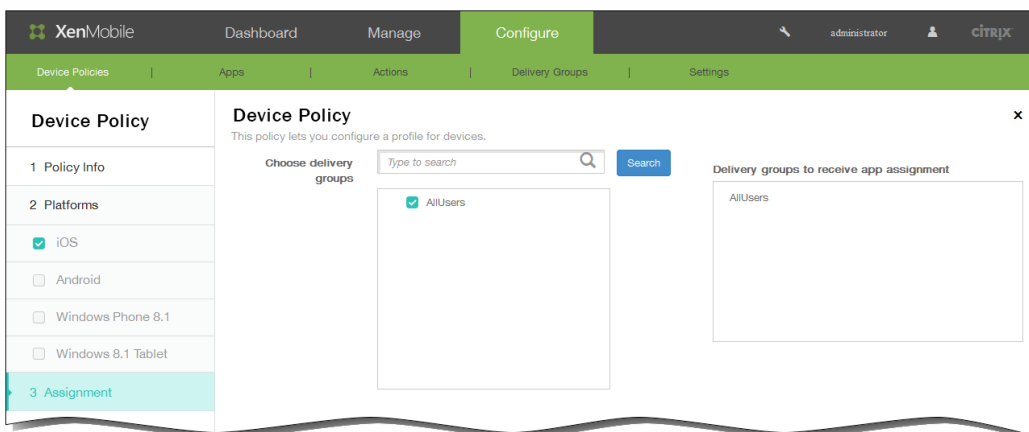 XenMobile Dashboard Manage Configure administrator CİTRIX
Device Policies | Apps | Actions | Delivery Groups | Settings
Device Policy
1 Policy Info
2 Platforms
iOS
Android
Windows Phone 8.1
Windows 8.1 Tablet
3 Assignment
Device Policy
x
This policy lets you configure a profile for devices.
Choose delivery
groups
Type to search
Search
AllUsers
Delivery groups to receive app assignment
AllUsers